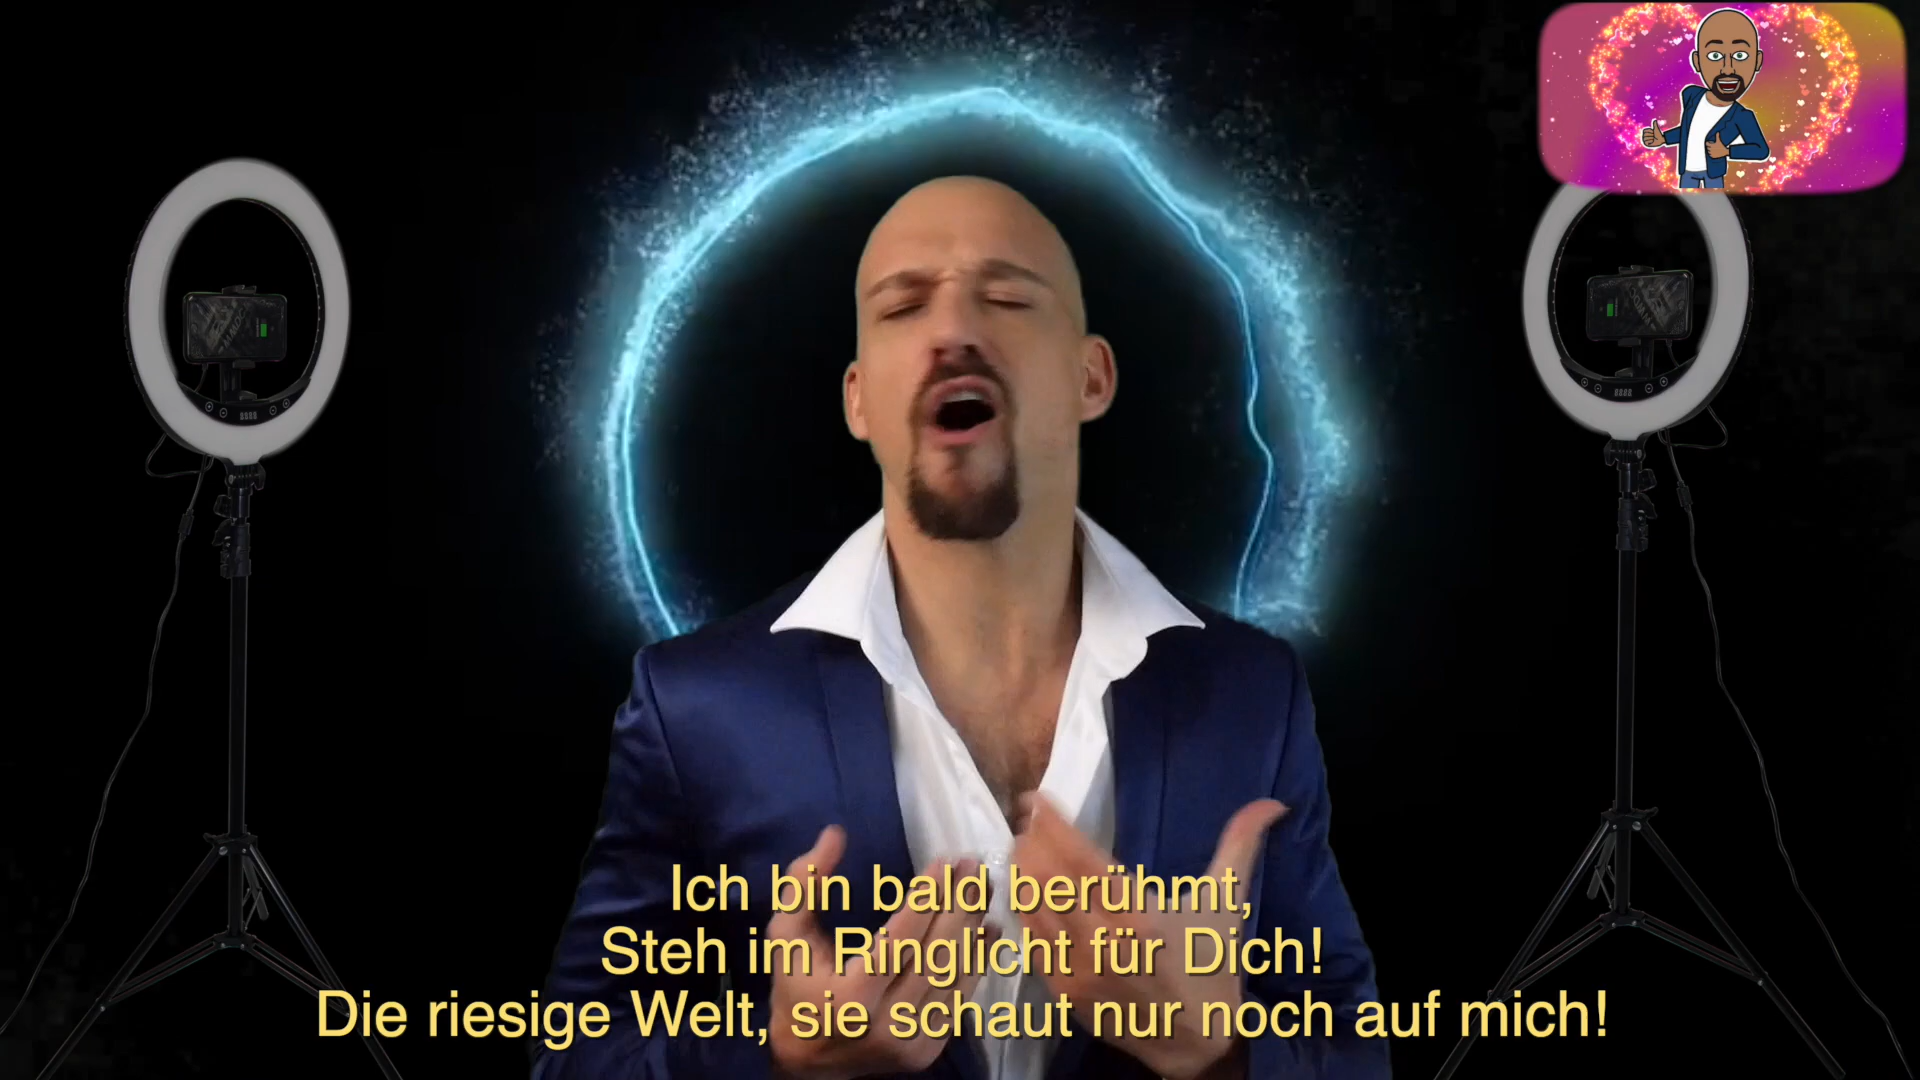 Ich bin bald berühmt,
Steh im Ringlicht für Dich!
Die riesige Welt, sie schaut nur noch auf mich!